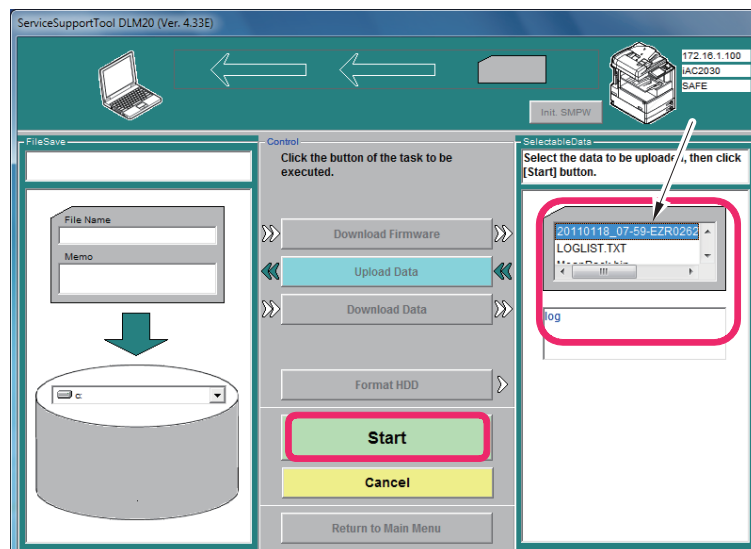 ServiceSupportTool DLM20 (Ver. 4.33E)
172.16.1.100
iAC2030
SAFE
Init. SMPW
FileSave
File Name
Memo
c:
Control
Click the button of the task to be
executed.
Download Firmware
Upload Data
Download Data
Format HDD
Start
Cancel
Return to Main Menu
SelectableData
Select the data to be uploaded, then click
[Start] button.
20110118_07-59-EZR0262
LOGLIST.TXT
log